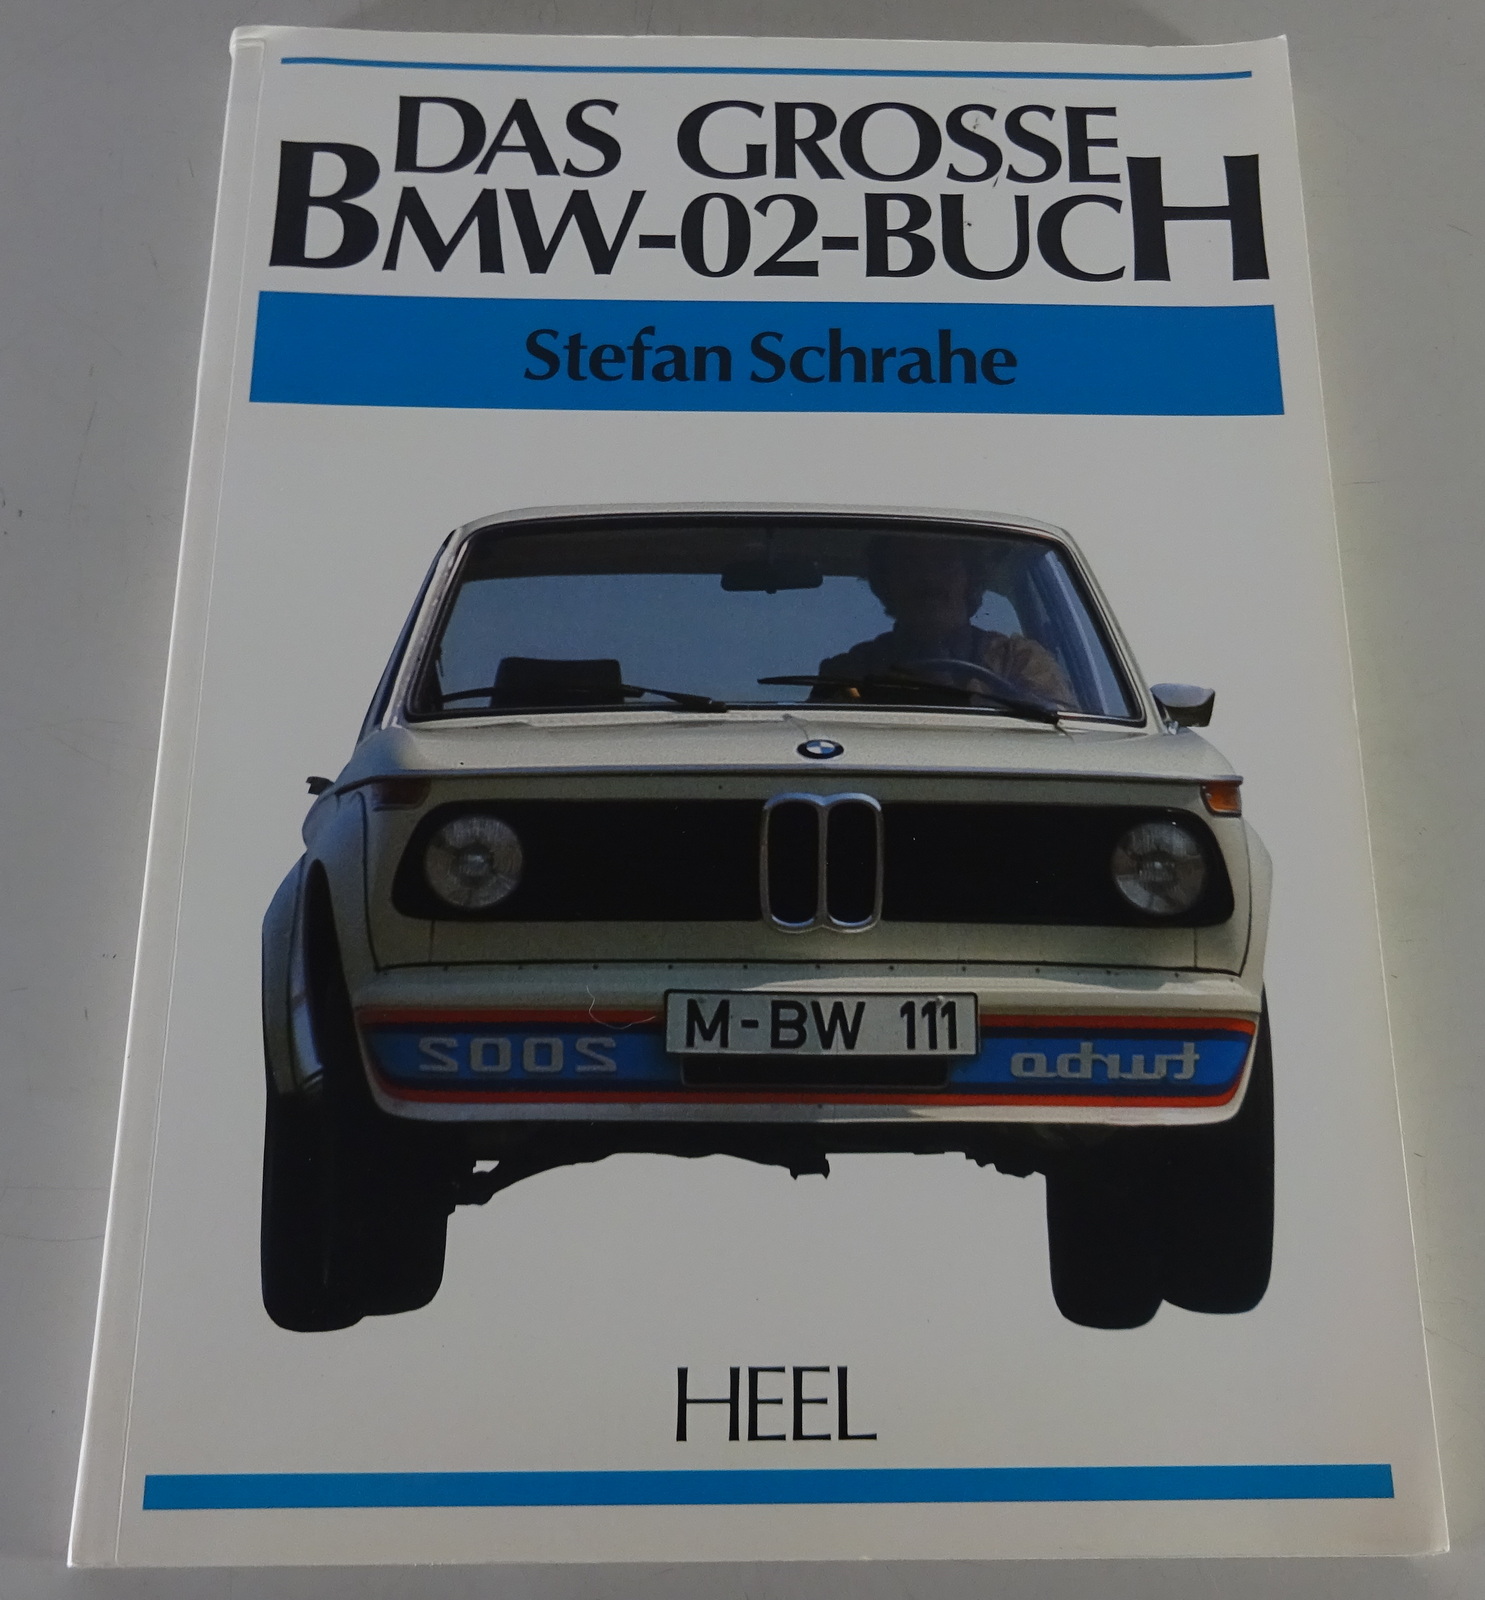 DAS GROSSE
BMW-02-BUCH
Stefan Schrahe
M-BW 111
2002 turbo
HEEL